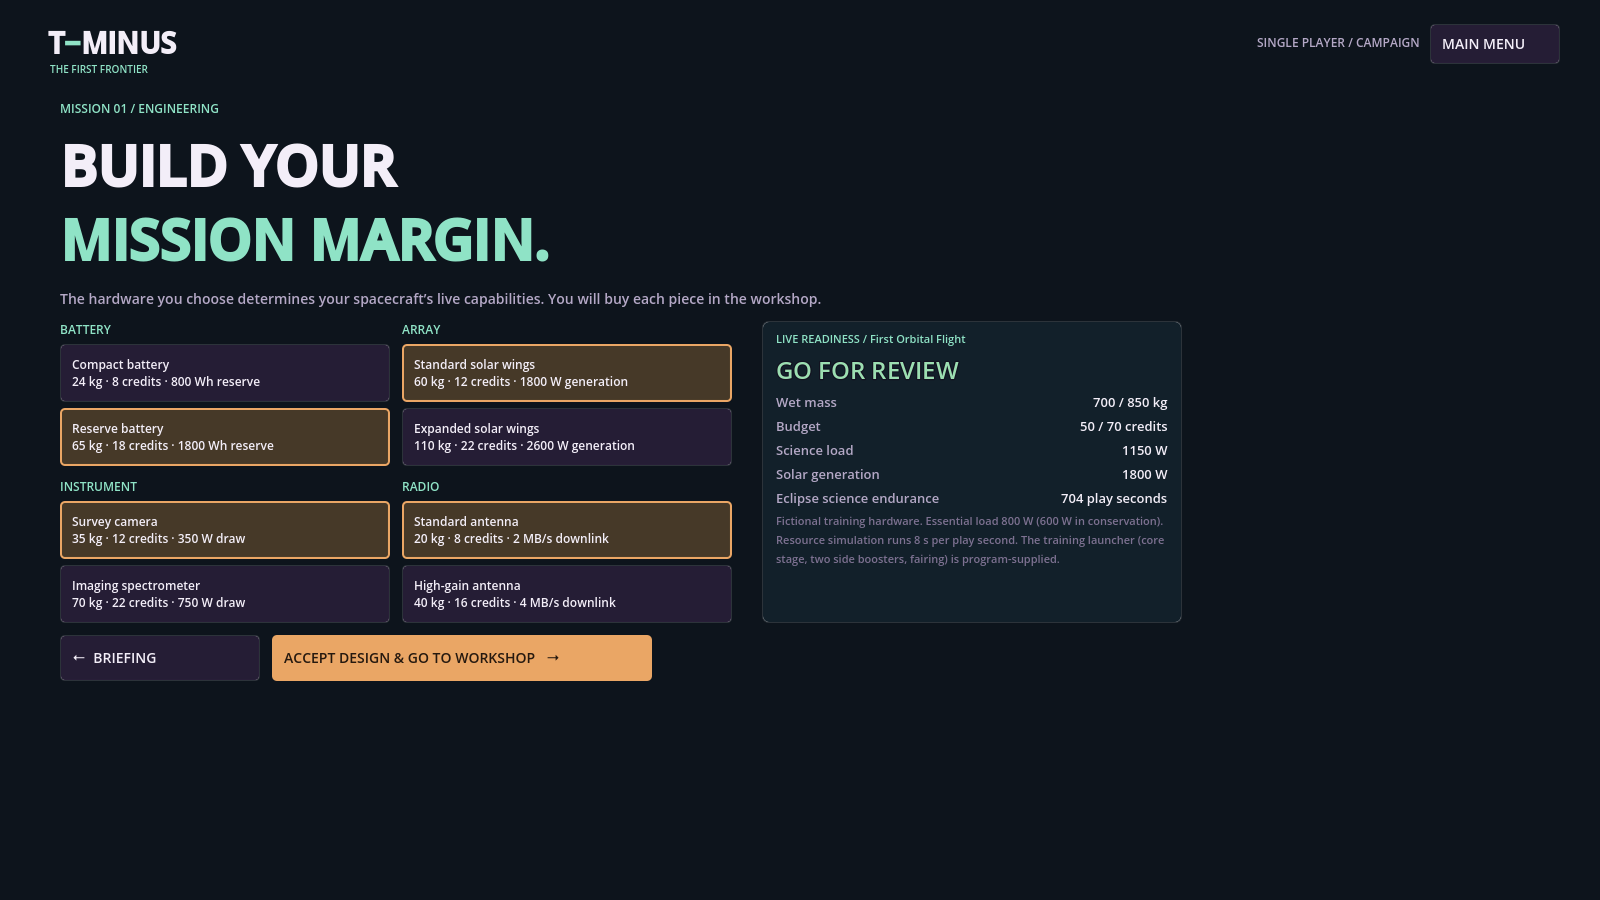 T–MINUS
THE FIRST FRONTIER
SINGLE PLAYER / CAMPAIGN
MAIN MENU
MISSION 01 / ENGINEERING
BUILD YOUR
MISSION MARGIN.
The hardware you choose determines your spacecraft’s live capabilities. You will buy each piece in the workshop.
BATTERY
Compact battery
24 kg · 8 credits · 800 Wh reserve
Reserve battery
65 kg · 18 credits · 1800 Wh reserve
ARRAY
Standard solar wings
60 kg · 12 credits · 1800 W generation
Expanded solar wings
110 kg · 22 credits · 2600 W generation
INSTRUMENT
Survey camera
35 kg · 12 credits · 350 W draw
Imaging spectrometer
70 kg · 22 credits · 750 W draw
RADIO
Standard antenna
20 kg · 8 credits · 2 MB/s downlink
High-gain antenna
40 kg · 16 credits · 4 MB/s downlink
LIVE READINESS / First Orbital Flight
GO FOR REVIEW
Wet mass 700 / 850 kg
Budget 50 / 70 credits
Science load 1150 W
Solar generation 1800 W
Eclipse science endurance 704 play seconds
Fictional training hardware. Essential load 800 W (600 W in conservation).
Resource simulation runs 8 s per play second. The training launcher (core
stage, two side boosters, fairing) is program-supplied.
← BRIEFING
ACCEPT DESIGN & GO TO WORKSHOP →